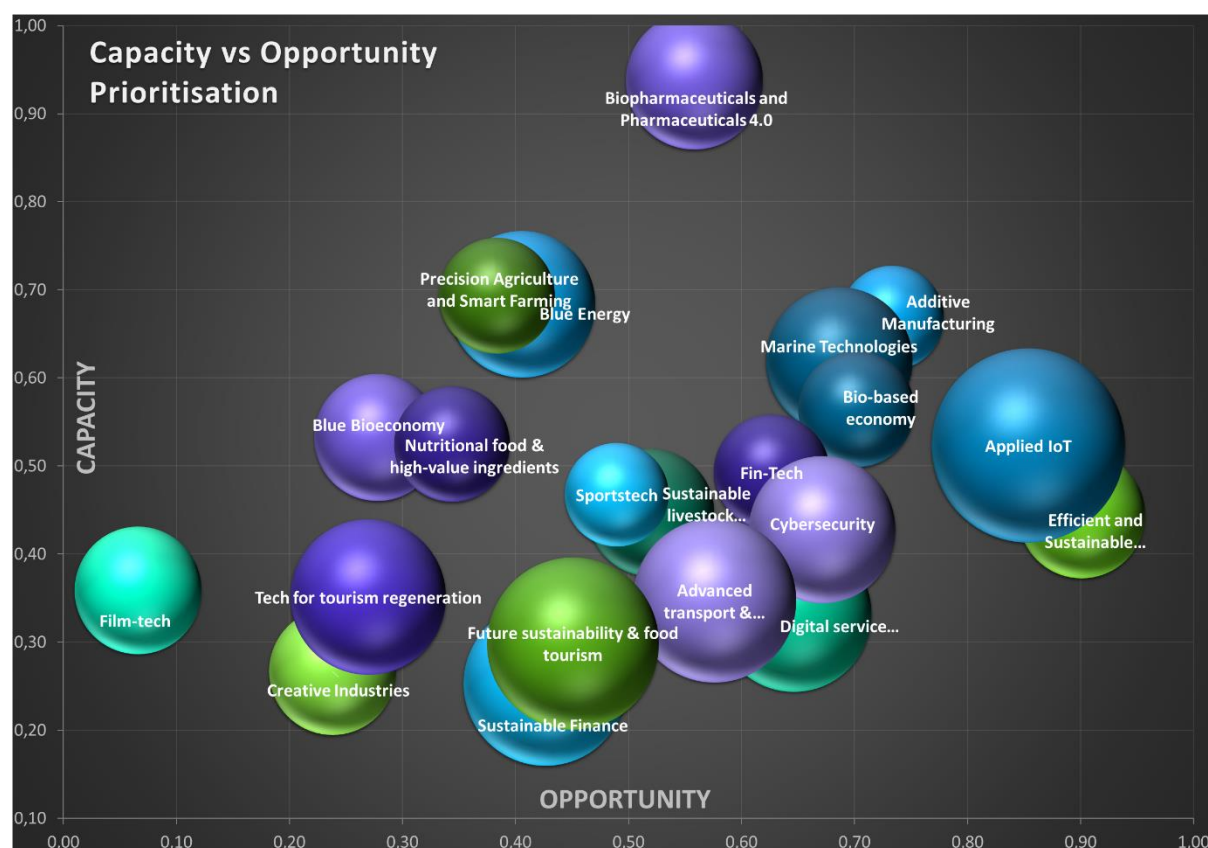 1,00
Capacity vs Opportunity
Prioritisation
0,90
Biopharmaceuticals and
Pharmaceuticals 4.0
0,80
0,70
Precision Agriculture
and Smart Farming
Blue Energy
Additive
Manufacturing
Marine Technologies
0,60
CAPACITY
Blue Bioeconomy
Nutritional food &
high-value ingredients
Bio-based
economy
Applied IoT
0,50
Sportstech
Sustainable
livestock...
Fin-Tech
Cybersecurity
Efficient and
Sustainable...
0,40
Film-tech
Tech for tourism regeneration
Advanced
transport &...
Future sustainability & food
tourism
Digital service...
0,30
Creative Industries
Sustainable Finance
0,20
OPPORTUNITY
0,10
0,00 0,10 0,20 0,30 0,40 0,50 0,60 0,70 0,80 0,90 1,00